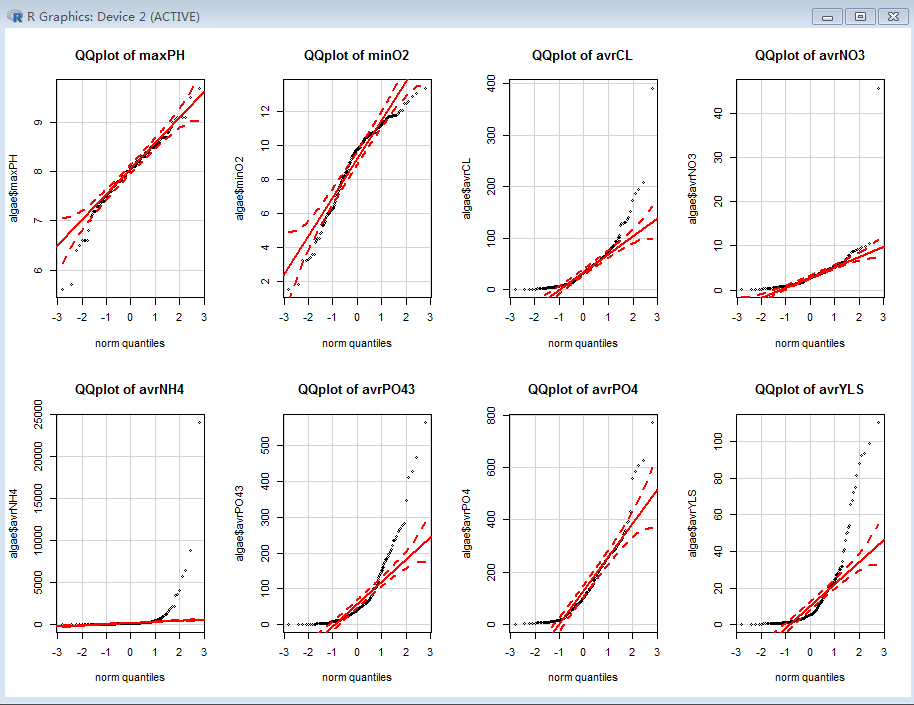 R Graphics: Device 2 (ACTIVE)
QQplot of maxPH
QQplot of minO2
QQplot of avrCL
QQplot of avrNO3
algae$maxPH
6
7
8
9
algae$minO2
2
4
6
8
10
12
algae$avrCL
0
100
200
300
400
algae$avrNO3
0
10
20
30
40
-3 -2 -1 0 1 2 3
-3 -2 -1 0 1 2 3
-3 -2 -1 0 1 2 3
-3 -2 -1 0 1 2 3
norm quantiles
norm quantiles
norm quantiles
norm quantiles
QQplot of avrNH4
QQplot of avrPO43
QQplot of avrPO4
QQplot of avrYLS
algae$avrNH4
0
5000
10000
15000
20000
25000
algae$avrPO43
0
100
200
300
400
500
algae$avrPO4
0
200
400
600
800
algae$avrYLS
0
20
40
60
80
100
-3 -2 -1 0 1 2 3
-3 -2 -1 0 1 2 3
-3 -2 -1 0 1 2 3
-3 -2 -1 0 1 2 3
norm quantiles
norm quantiles
norm quantiles
norm quantiles